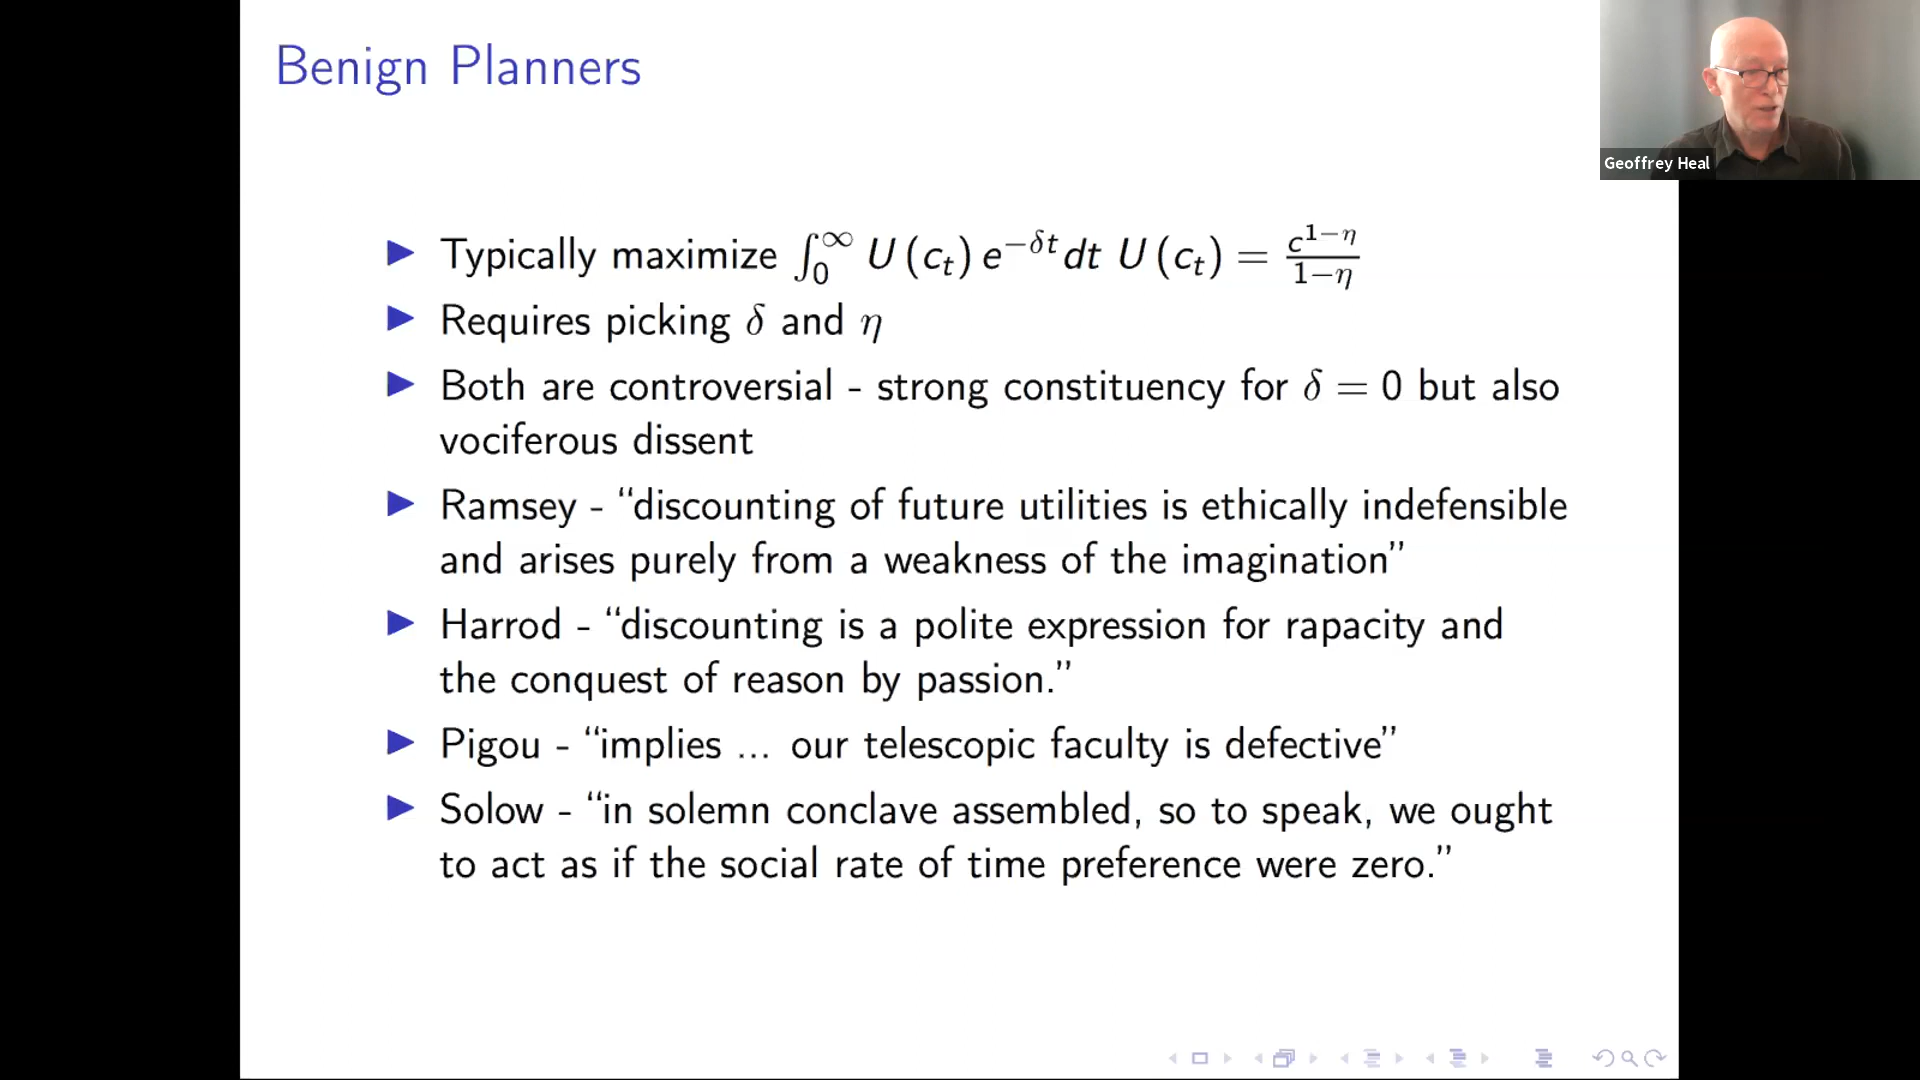 Benign Planners
Geoffrey Heal
▶ Typically maximize ∫₀^∞ U(cₜ)e^{−δt}dt U(cₜ) = c^{1−η}/(1−η)
▶ Requires picking δ and η
▶ Both are controversial - strong constituency for δ = 0 but also
vociferous dissent
▶ Ramsey - “discounting of future utilities is ethically indefensible
and arises purely from a weakness of the imagination”
▶ Harrod - “discounting is a polite expression for rapacity and
the conquest of reason by passion.”
▶ Pigou - “implies ... our telescopic faculty is defective”
▶ Solow - “in solemn conclave assembled, so to speak, we ought
to act as if the social rate of time preference were zero.”